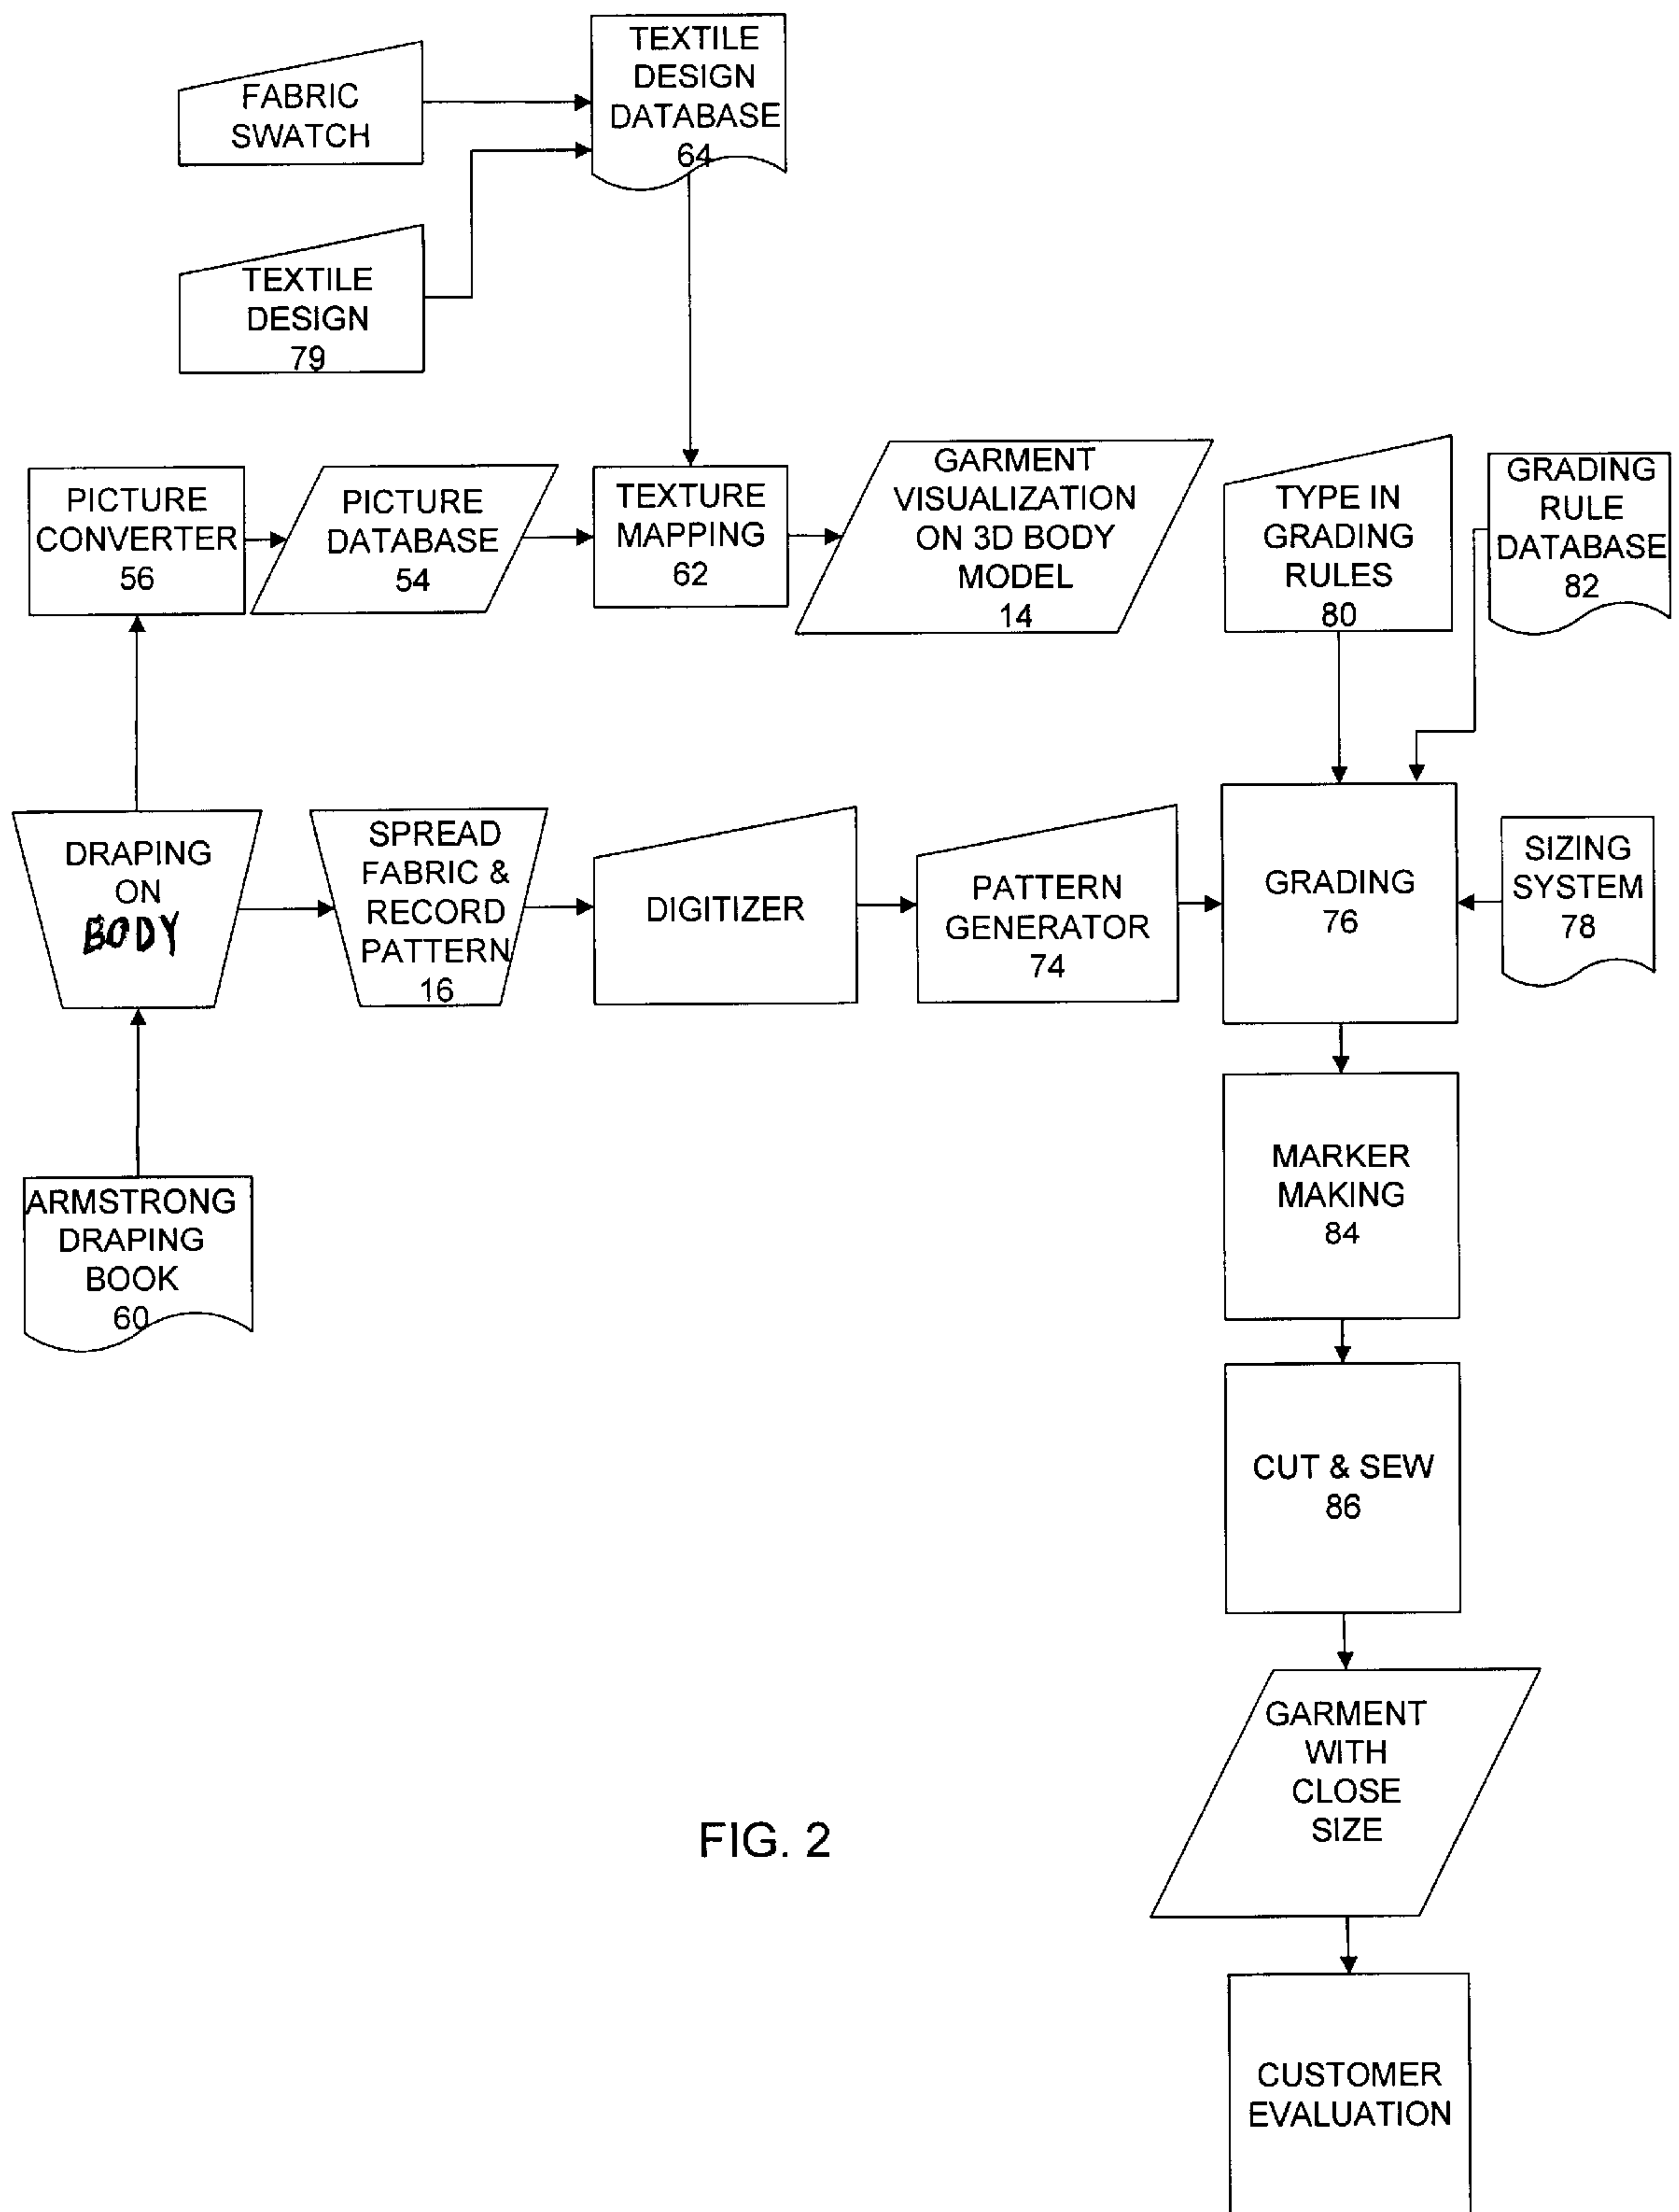 FABRIC
SWATCH
TEXTILE
DESIGN
DATABASE
64
TEXTILE
DESIGN
79
PICTURE
CONVERTER
56
PICTURE
DATABASE
54
TEXTURE
MAPPING
62
GARMENT
VISUALIZATION
ON 3D BODY
MODEL
14
TYPE IN
GRADING
RULES
80
GRADING
RULE
DATABASE
82
DRAPING
ON
BODY
SPREAD
FABRIC &
RECORD
PATTERN
16
DIGITIZER
PATTERN
GENERATOR
74
GRADING
76
SIZING
SYSTEM
78
ARMSTRONG
DRAPING
BOOK
60
MARKER
MAKING
84
CUT & SEW
86
GARMENT
WITH
CLOSE
SIZE
FIG. 2
CUSTOMER
EVALUATION